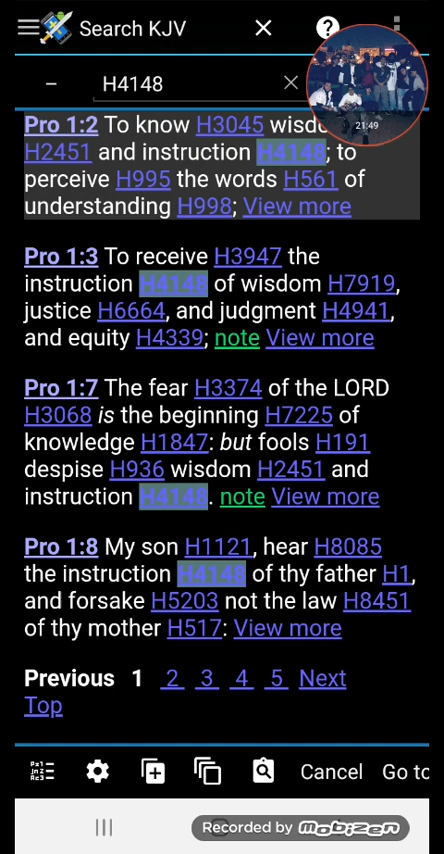 Search KJV
?
– H4148
21:49
Pro 1:2 To know H3045
H2451 and instruction H4148; to
perceive H995 the words H561 of
understanding H998; View more
Pro 1:3 To receive H3947 the
instruction H4148 of wisdom H7919,
justice H6664, and judgment H4941,
and equity H4339; note View more
Pro 1:7 The fear H3374 of the LORD
H3068 is the beginning H7225 of
knowledge H1847: but fools H191
despise H936 wisdom H2451 and
instruction H4148. note View more
Pro 1:8 My son H1121, hear H8085
the instruction H4148 of thy father H1,
and forsake H5203 not the law H8451
of thy mother H517: View more
Previous 1 2 3 4 5 Next
Top
Cancel Go to
Recorded by Mobizen